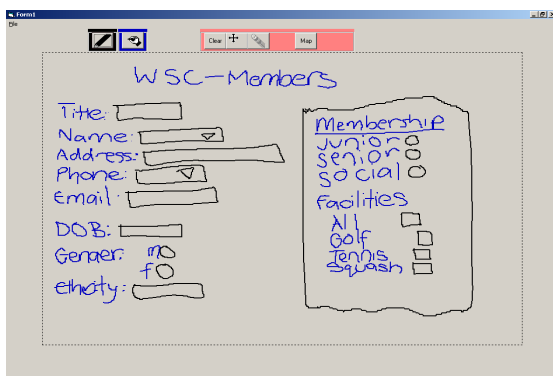 Form1
File
Clear
Map
WSC-Members
Title:
Name:
Address:
Phone:
Email:
DOB:
Gender: m
f
Ethicity:
Membership
Junior
Senior
Social
Facilities
All
Golf
Tennis
Squash